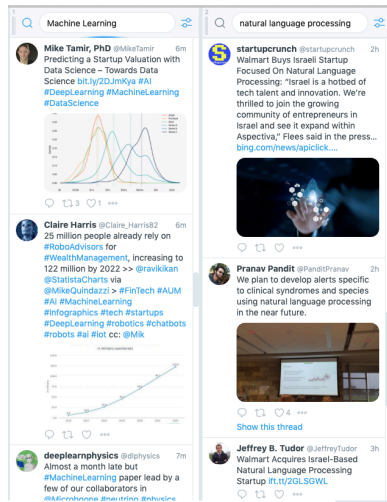 1
Machine Learning
Mike Tamir, PhD @MikeTamir 6m
Predicting a Startup Valuation with
Data Science – Towards Data
Science bit.ly/2DJmKya #AI
#DeepLearning #MachineLearning
#DataScience
3 1
Claire Harris @Claire_Harris82 6m
25 million people already rely on
#RoboAdvisors for
#WealthManagement, increasing to
122 million by 2022 >> @ravikikan
@StatistaCharts via
@MikeQuindazzi > #FinTech #AUM
#AI #MachineLearning
#Infographics #tech #startups
#DeepLearning #robotics #chatbots
#robots #ai #iot cc: @Mik
deeplearnphysics @dlphysics 7m
Almost a month late but
#MachineLearning paper lead by a
few of our collaborators in
@Microboone #neutrino #physics
2
natural language processing
startupcrunch @startupcrunch 2h
Walmart Buys Israeli Startup
Focused On Natural Language
Processing: "Israel is a hotbed of
tech talent and innovation. We're
thrilled to join the growing
community of entrepreneurs in
Israel and see it expand within
Aspectiva," Flees said in the press...
bing.com/news/apiclick....
Pranav Pandit @PanditPranav 2h
We plan to develop alerts specific
to clinical syndromes and species
using natural language processing
in the near future.
4
Show this thread
Jeffrey B. Tudor @JeffreyTudor 3h
Walmart Acquires Israel-Based
Natural Language Processing
Startup ift.tt/2GLSGWL